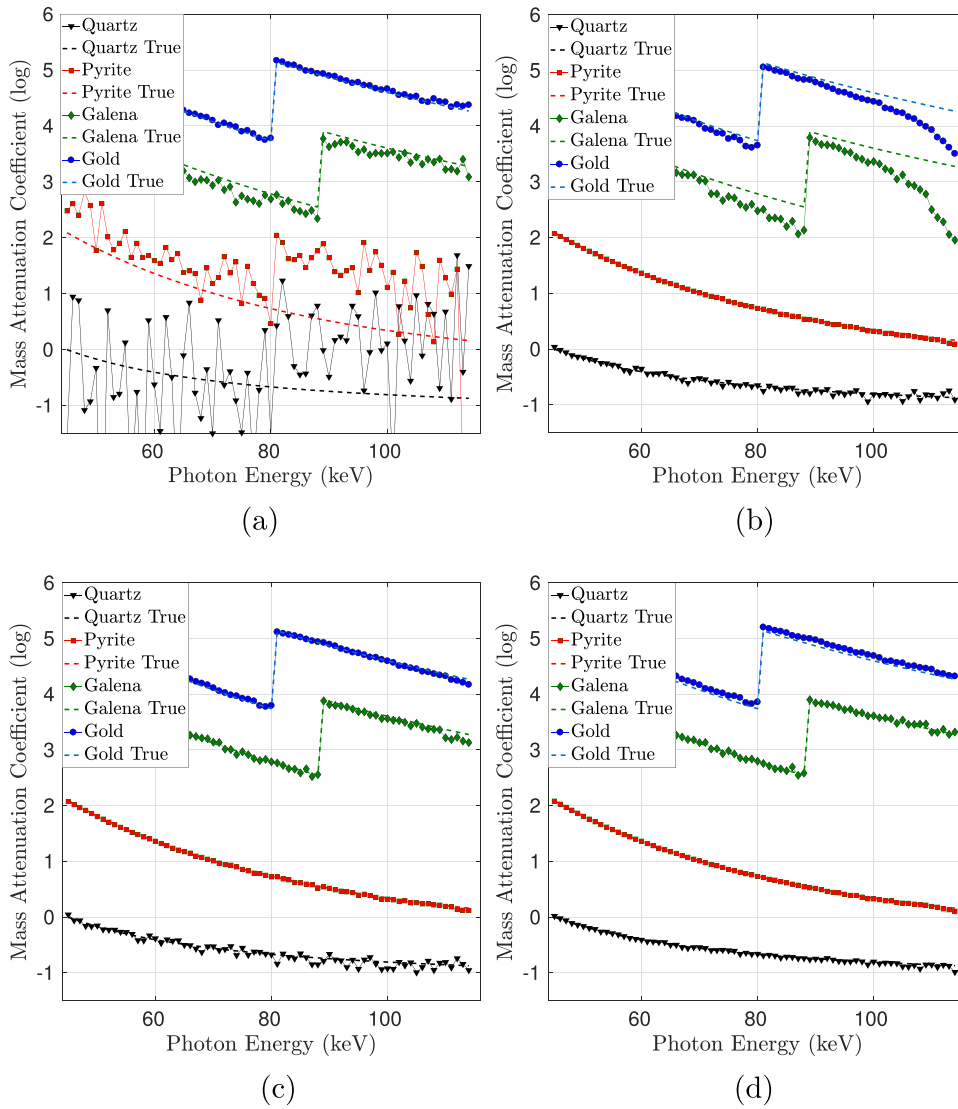 6
5
4
3
2
1
0
-1
Mass Attenuation Coefficient (log)
Quartz
Quartz True
Pyrite
Pyrite True
Galena
Galena True
Gold
Gold True
60
80
100
Photon Energy (keV)
(a)
6
5
4
3
2
1
0
-1
Mass Attenuation Coefficient (log)
Quartz
Quartz True
Pyrite
Pyrite True
Galena
Galena True
Gold
Gold True
60
80
100
Photon Energy (keV)
(b)
6
5
4
3
2
1
0
-1
Mass Attenuation Coefficient (log)
Quartz
Quartz True
Pyrite
Pyrite True
Galena
Galena True
Gold
Gold True
60
80
100
Photon Energy (keV)
(c)
6
5
4
3
2
1
0
-1
Mass Attenuation Coefficient (log)
Quartz
Quartz True
Pyrite
Pyrite True
Galena
Galena True
Gold
Gold True
60
80
100
Photon Energy (keV)
(d)